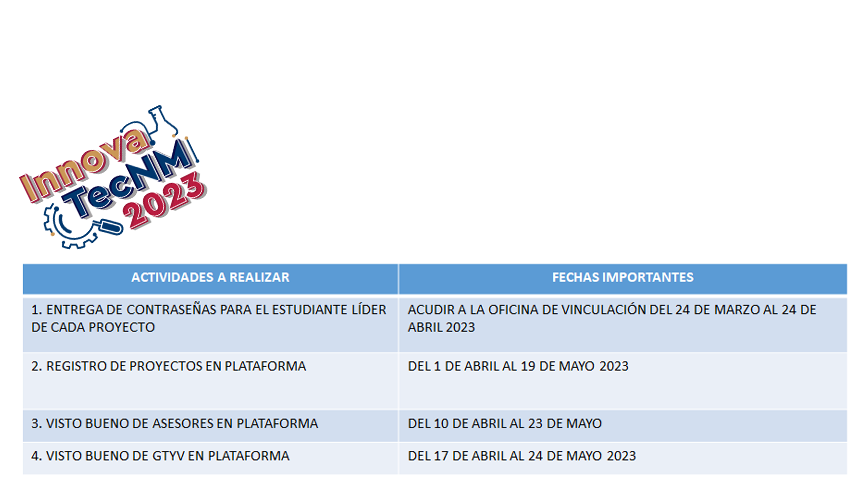 Innova
TecNM
2023
ACTIVIDADES A REALIZAR
FECHAS IMPORTANTES
1. ENTREGA DE CONTRASEÑAS PARA EL ESTUDIANTE LÍDER
DE CADA PROYECTO
ACUDIR A LA OFICINA DE VINCULACIÓN DEL 24 DE MARZO AL 24 DE
ABRIL 2023
2. REGISTRO DE PROYECTOS EN PLATAFORMA
DEL 1 DE ABRIL AL 19 DE MAYO 2023
3. VISTO BUENO DE ASESORES EN PLATAFORMA
DEL 10 DE ABRIL AL 23 DE MAYO
4. VISTO BUENO DE GTYV EN PLATAFORMA
DEL 17 DE ABRIL AL 24 DE MAYO 2023